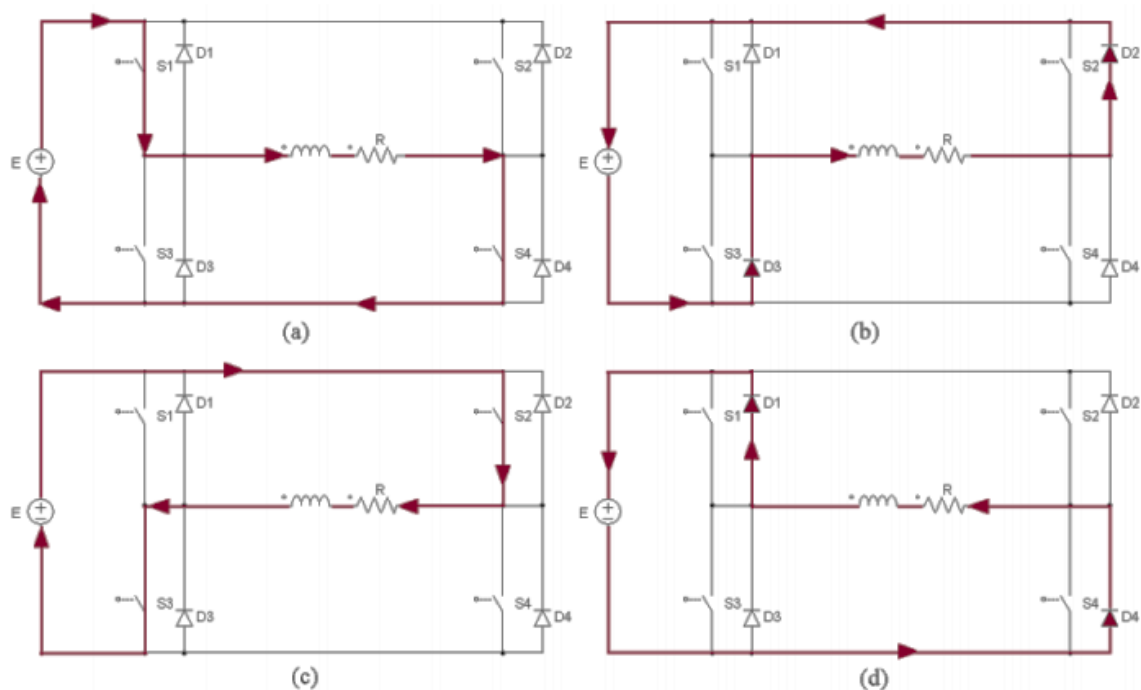 S1 D1 S2 D2
E R
S3 D3 S4 D4
(a)
S1 D1 S2 D2
E R
S3 D3 S4 D4
(b)
S1 D1 S2 D2
E R
S3 D3 S4 D4
(c)
S1 D1 S2 D2
E R
S3 D3 S4 D4
(d)